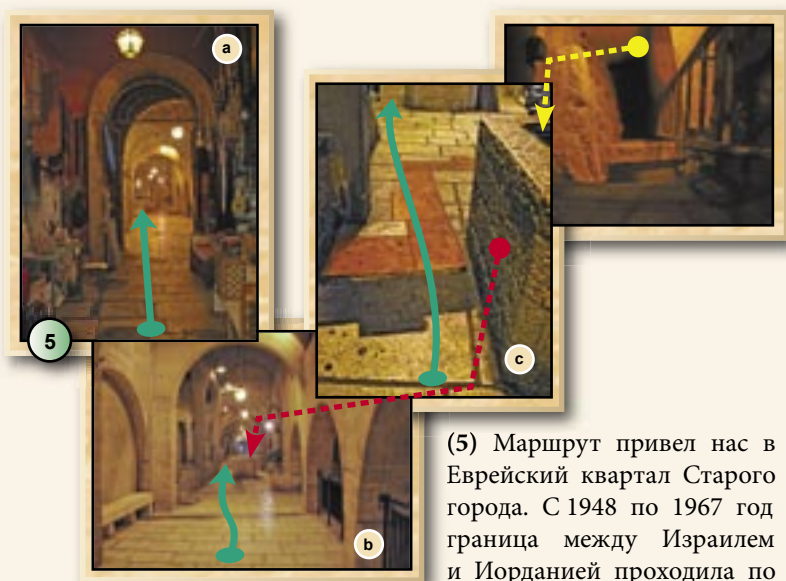 a
5
c
b
(5) Маршрут привел нас в
Еврейский квартал Старого
города. С 1948 по 1967 год
граница между Израилем
и Иорданией проходила по